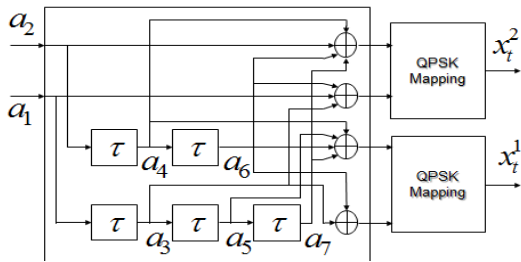 a₂
QPSK
Mapping
x_t^2
a₁
τ a₄ τ a₆
QPSK
Mapping
x_t^1
τ a₃ τ a₅ τ a₇